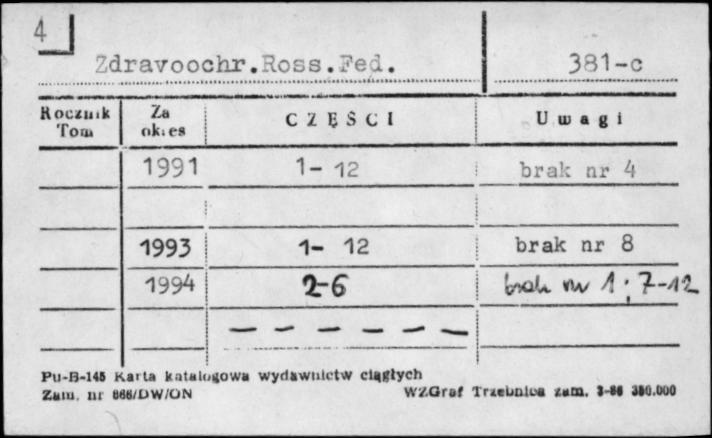 4
Zdravoochr.Ross.Fed. 381-c
Rocznik Tom Za okres CZĘŚCI Uwagi
1991 1- 12 brak nr 4
1993 1- 12 brak nr 8
1994 2-6 brak nr 1; 7-12
— — — — — —
Pu-B-145 Karta katalogowa wydawnictw ciągłych
Zam. nr 666/DW/ON WZGraf Trzebnica zam. 3-86 350.000